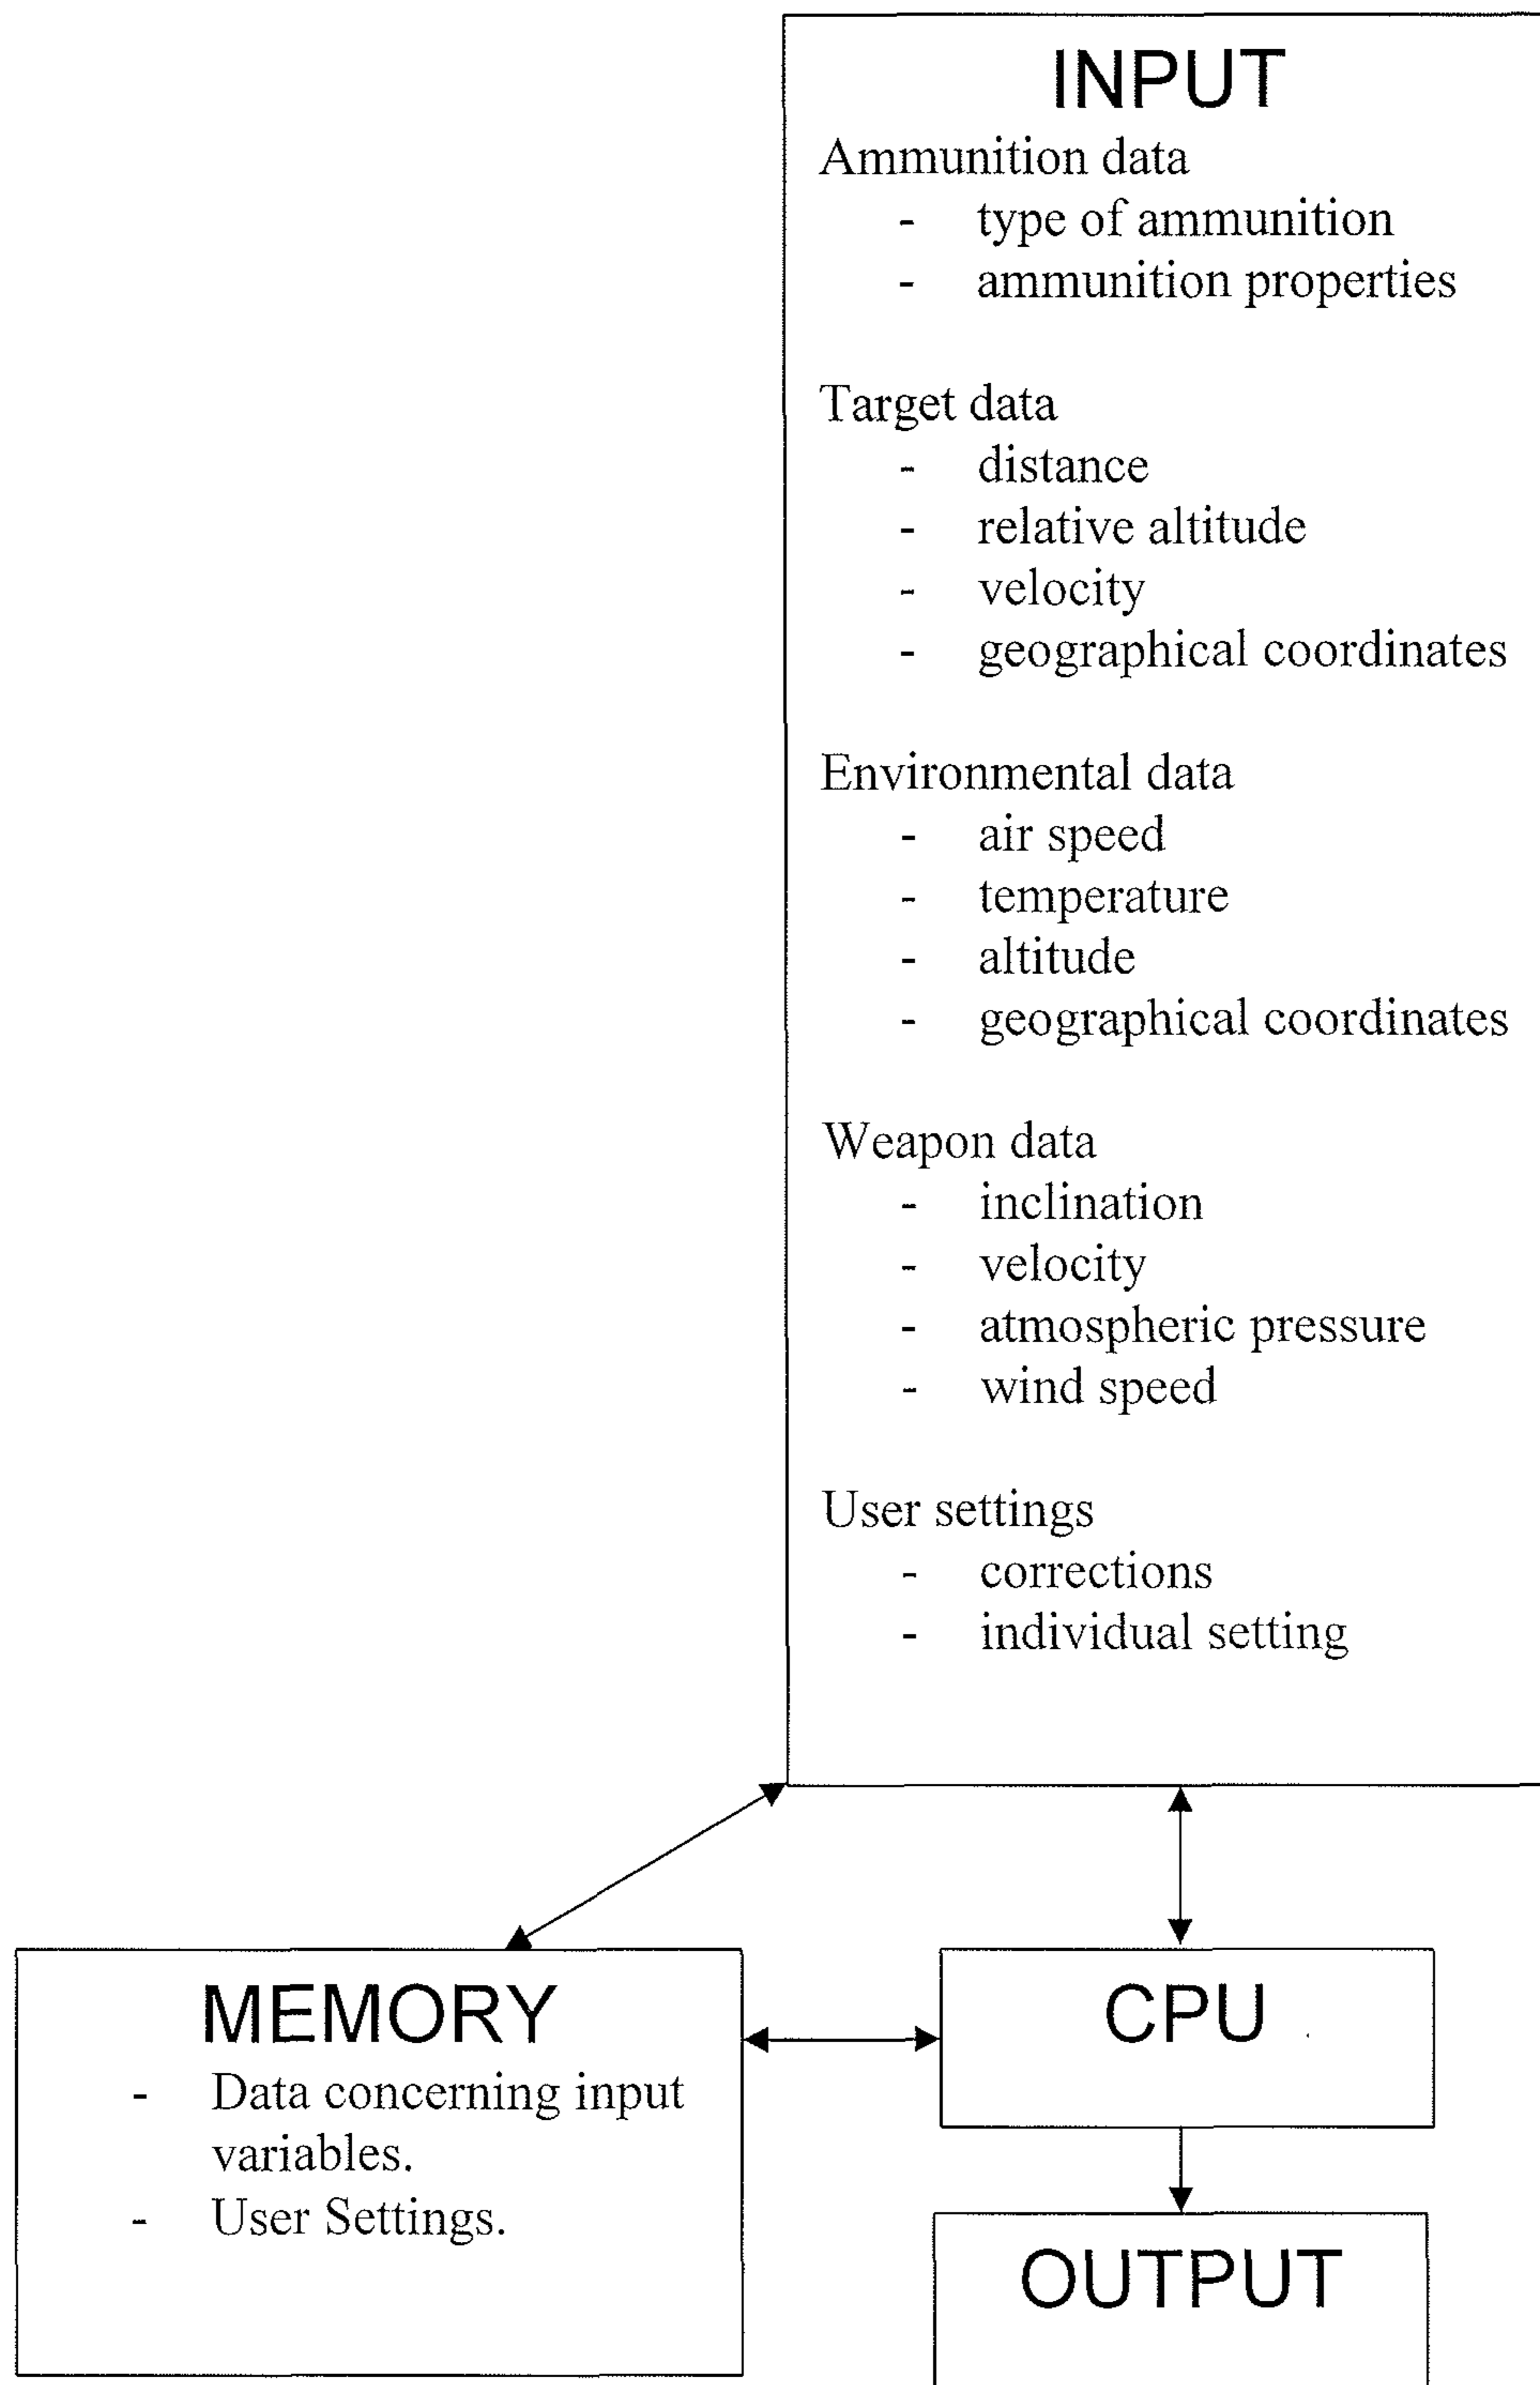 INPUT
Ammunition data
- type of ammunition
- ammunition properties
Target data
- distance
- relative altitude
- velocity
- geographical coordinates
Environmental data
- air speed
- temperature
- altitude
- geographical coordinates
Weapon data
- inclination
- velocity
- atmospheric pressure
- wind speed
User settings
- corrections
- individual setting
MEMORY
- Data concerning input
variables.
- User Settings.
CPU
OUTPUT